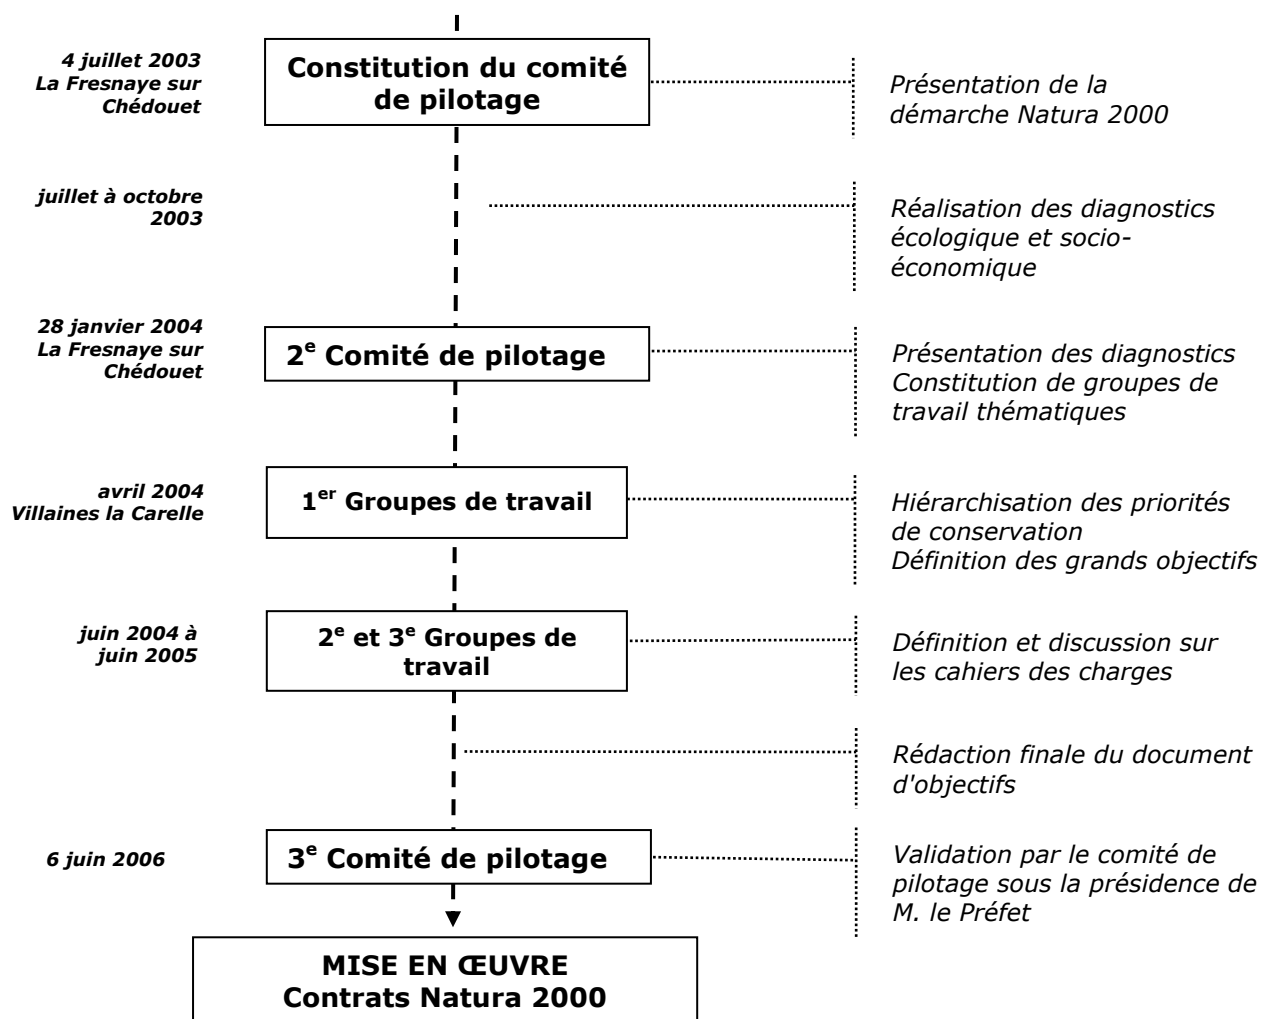 4 juillet 2003
La Fresnaye sur
Chédouet
Constitution du comité
de pilotage
Présentation de la
démarche Natura 2000
juillet à octobre
2003
Réalisation des diagnostics
écologique et socio-
économique
28 janvier 2004
La Fresnaye sur
Chédouet
2e Comité de pilotage
Présentation des diagnostics
Constitution de groupes de
travail thématiques
avril 2004
Villaines la Carelle
1er Groupes de travail
Hiérarchisation des priorités
de conservation
Définition des grands objectifs
juin 2004 à
juin 2005
2e et 3e Groupes de
travail
Définition et discussion sur
les cahiers des charges
Rédaction finale du document
d'objectifs
6 juin 2006
3e Comité de pilotage
Validation par le comité de
pilotage sous la présidence de
M. le Préfet
MISE EN ŒUVRE
Contrats Natura 2000